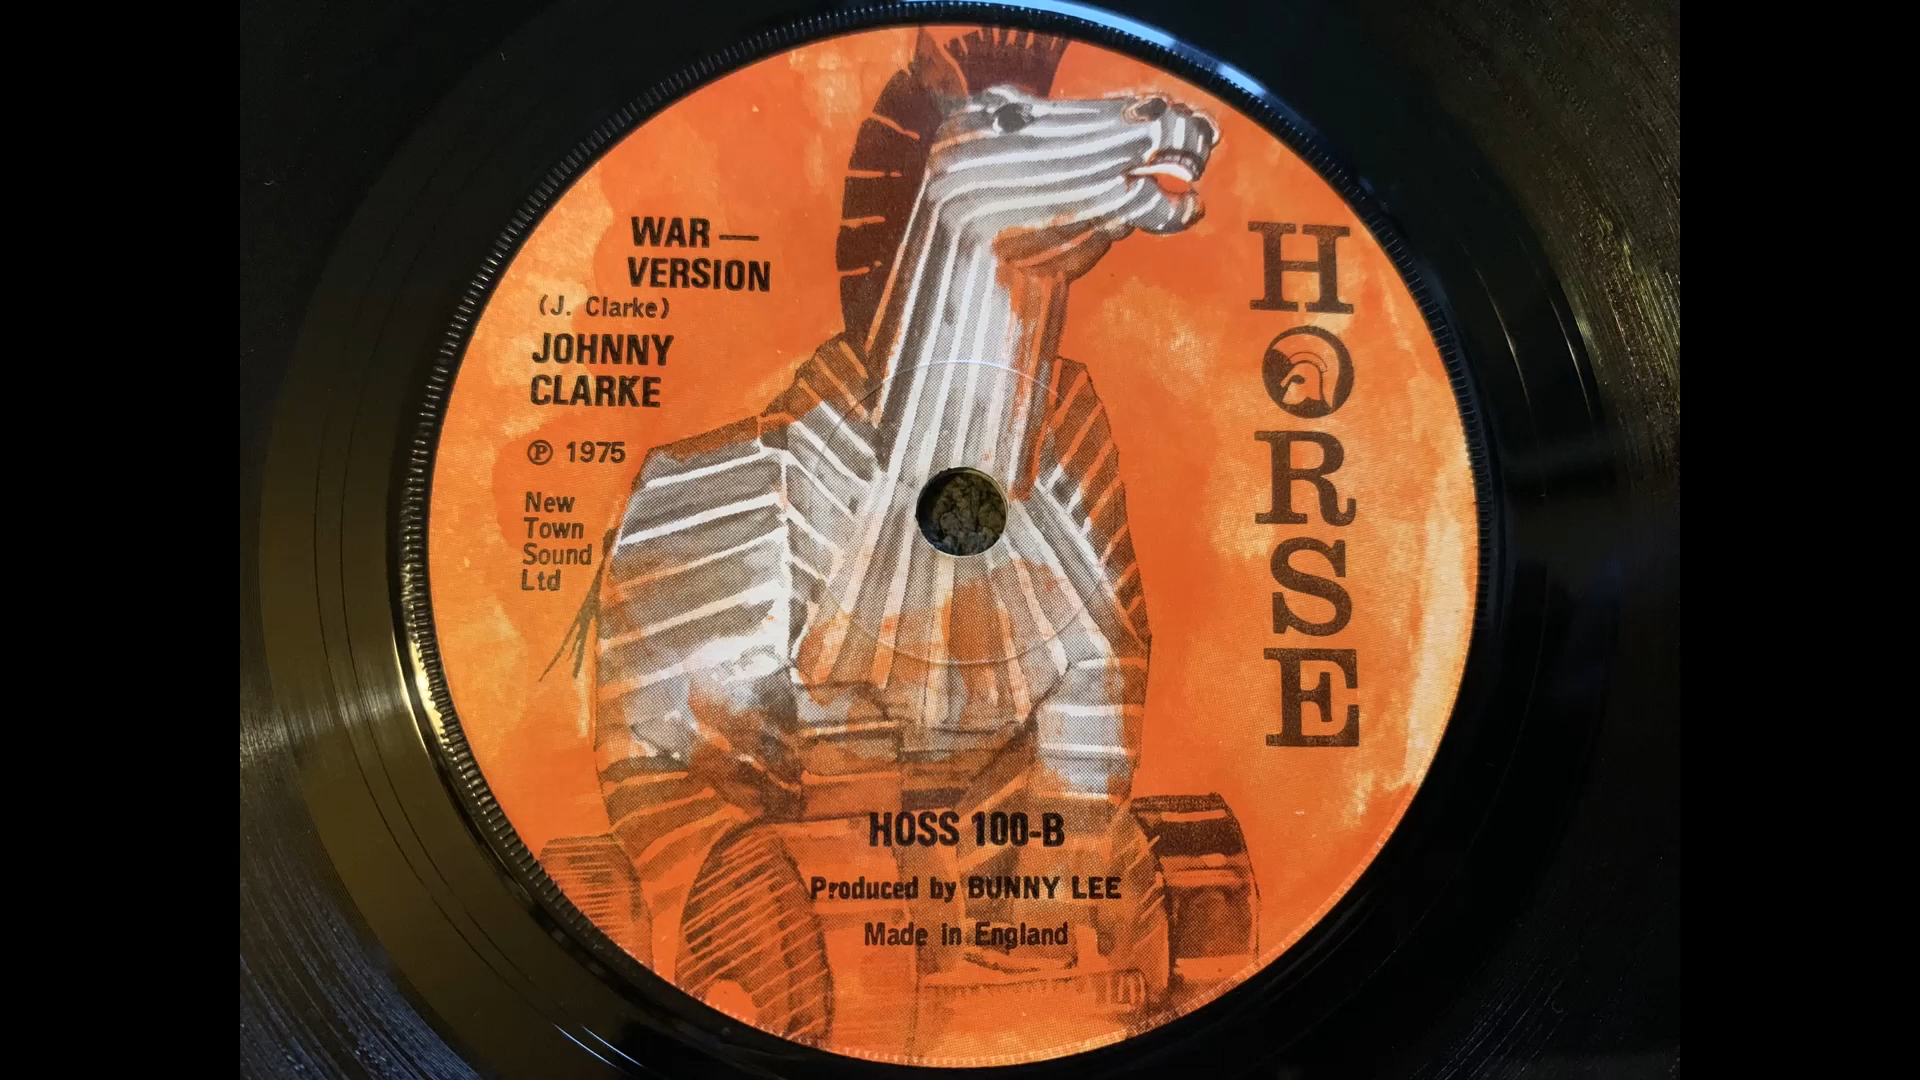 WAR —
VERSION
(J. Clarke)
JOHNNY
CLARKE
Ⓟ 1975
New
Town
Sound
Ltd
HORSE
HOSS 100-B
Produced by BUNNY LEE
Made in England